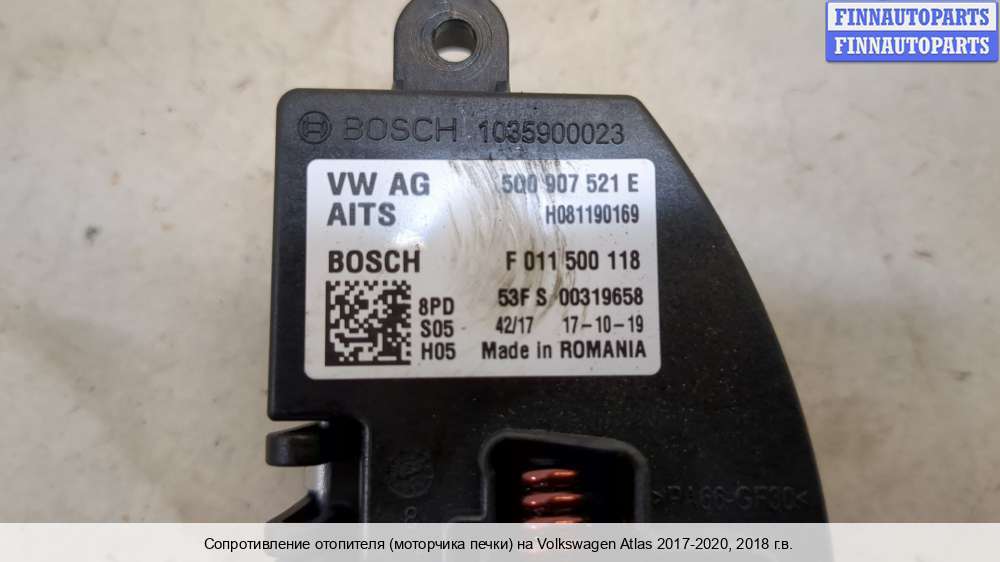 FINNAUTOPARTS
FINNAUTOPARTS
BOSCH 1035900023
VW AG 5Q0 907 521 E
AITS H081190169
BOSCH F 011 500 118
8PD 53F S 00319658
S05 42/17 17-10-19
H05 Made in ROMANIA
>PA66-GF30<
Сопротивление отопителя (моторчика печки) на Volkswagen Atlas 2017-2020, 2018 г.в.